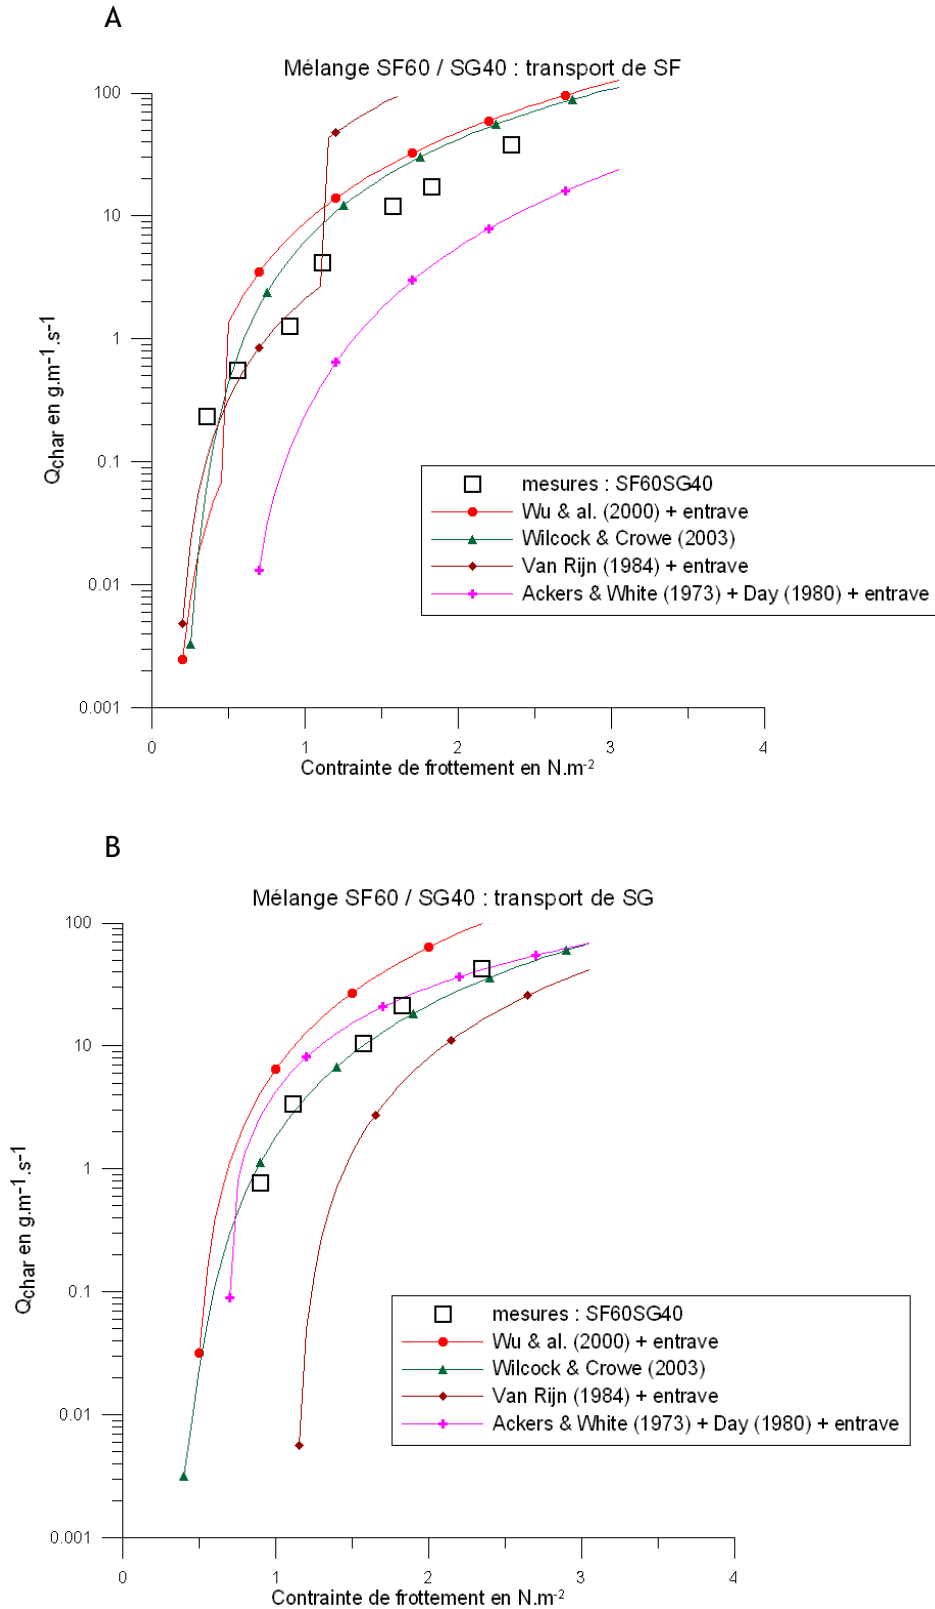 A
Mélange SF60 / SG40 : transport de SF
100
10
1
0.1
0.01
0.001
Qchar en g.m-1.s-1
mesures : SF60SG40
Wu & al. (2000) + entrave
Wilcock & Crowe (2003)
Van Rijn (1984) + entrave
Ackers & White (1973) + Day (1980) + entrave
0 1 2 3 4
Contrainte de frottement en N.m-2
B
Mélange SF60 / SG40 : transport de SG
100
10
1
0.1
0.01
0.001
Qchar en g.m-1.s-1
mesures : SF60SG40
Wu & al. (2000) + entrave
Wilcock & Crowe (2003)
Van Rijn (1984) + entrave
Ackers & White (1973) + Day (1980) + entrave
0 1 2 3 4
Contrainte de frottement en N.m-2